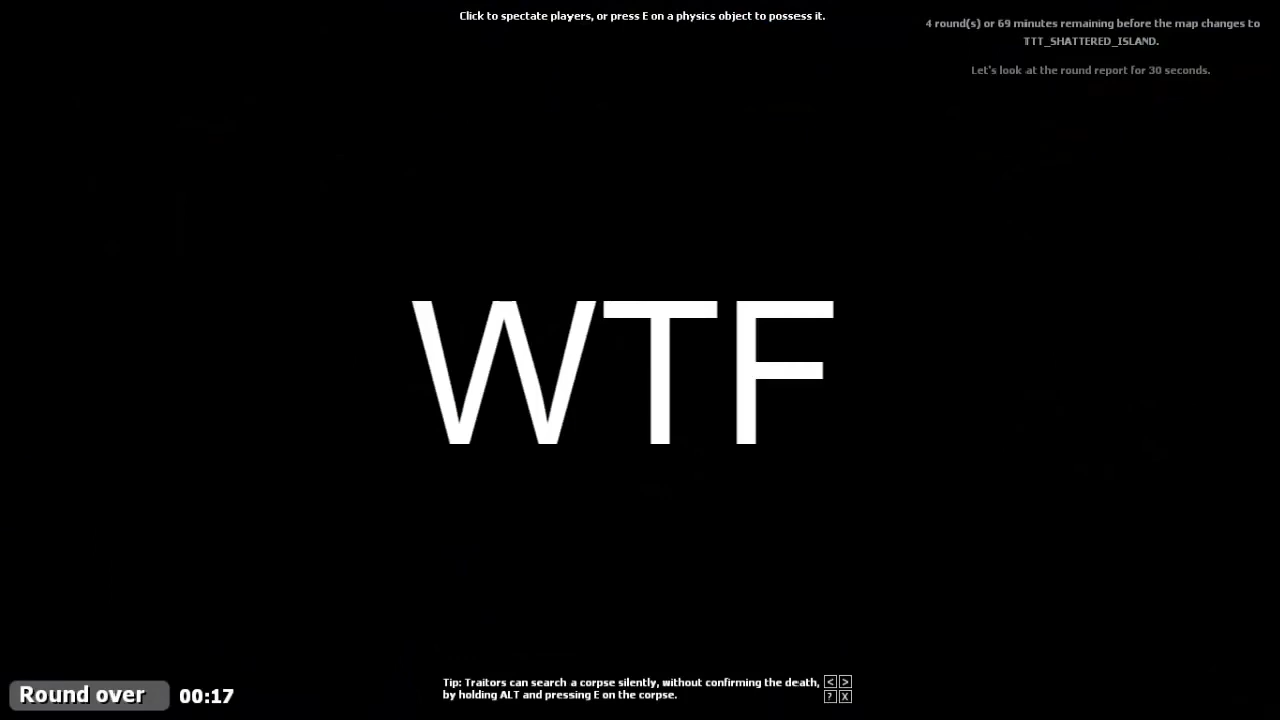 Click to spectate players, or press E on a physics object to possess it.
4 round(s) or 69 minutes remaining before the map changes to
TTT_SHATTERED_ISLAND.
Let's look at the round report for 30 seconds.
WTF
Tip: Traitors can search a corpse silently, without confirming the death,
by holding ALT and pressing E on the corpse.
< >
? X
Round over 00:17